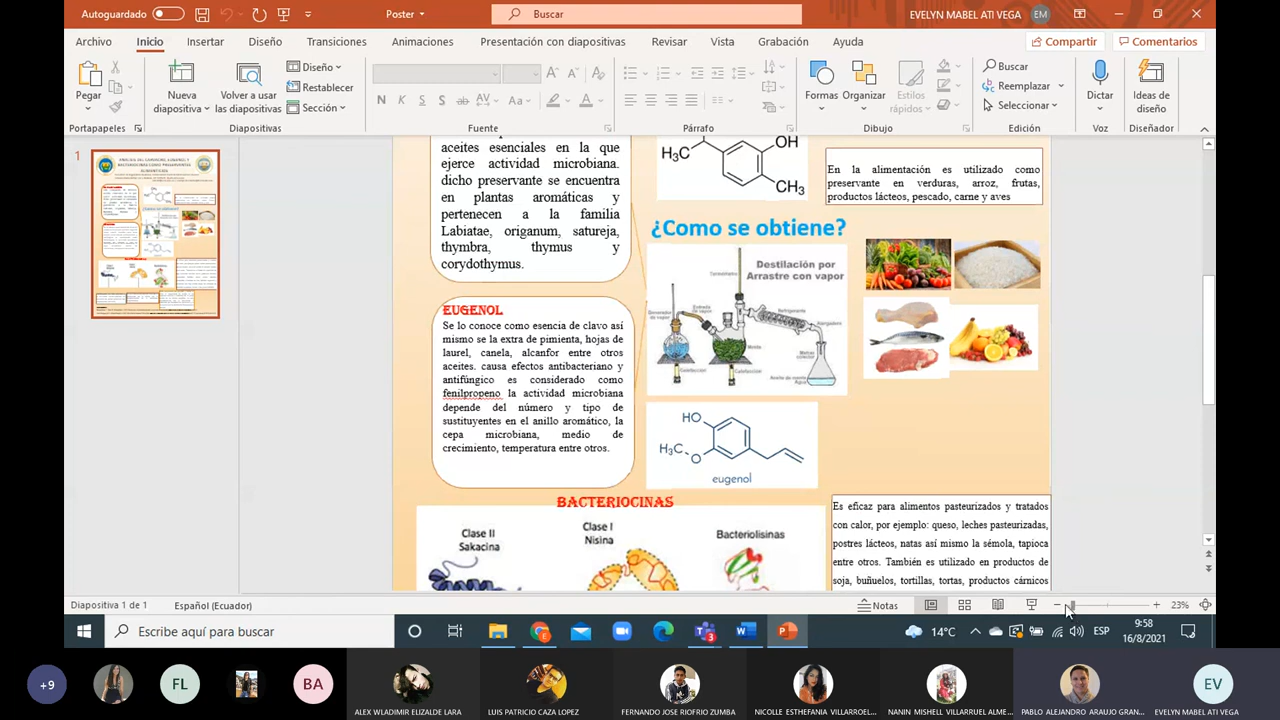 Autoguardado
Poster
Buscar
EVELYN MABEL ATI VEGA
EM
Archivo
Inicio
Insertar
Diseño
Transiciones
Animaciones
Presentación con diapositivas
Revisar
Vista
Grabación
Ayuda
Compartir
Comentarios
Pegar
Nueva
diapositiva
Volver a usar
las diapositivas
Diseño
Restablecer
Sección
N K S S ab AV Aa A
Formas
Organizar
Estilos
rápidos
Buscar
Reemplazar
Seleccionar
Dictar
Ideas de
diseño
Portapapeles
Diapositivas
Fuente
Párrafo
Dibujo
Edición
Voz
Diseñador
1
aceites esenciales en la que
ejerce actividad microbiana.
dicho preservante se encuentra
en plantas aromáticas y
pertenecen a la familia
Labiatae, origanum, satureja,
thymbra, thymus y
corydothymus.
OH
H₃C
CH₃
En la alimentación es utilizado como
preservante en verduras, arroz, frutas,
productos lácteos, pescado, carne y aves
¿Como se obtiene?
Destilación por
Arrastre con vapor
EUGENOL
Se lo conoce como esencia de clavo así
mismo se la extra de pimienta, hojas de
laurel, canela, alcanfor entre otros
aceites. causa efectos antibacteriano y
antifúngico es considerado como
fenilpropeno la actividad microbiana
depende del número y tipo de
sustituyentes en el anillo aromático, la
cepa microbiana, medio de
crecimiento, temperatura entre otros.
HO
H₃C
O
eugenol
BACTERIOCINAS
Clase II
Sakacina
Clase I
Nisina
Bacteriolisinas
Es eficaz para alimentos pasteurizados y tratados
con calor, por ejemplo: queso, leches pasteurizadas,
postres lácteos, natas así mismo la sémola, tapioca
entre otros. También es utilizado en productos de
soja, buñuelos, tortillas, tortas, productos cárnicos
Diapositiva 1 de 1
Español (Ecuador)
Notas
23%
Escribe aquí para buscar
14°C
ESP
9:58
16/8/2021
+9
FL
BA
ALEX WLADIMIR ELIZALDE LARA
LUIS PATRICIO CAZA LOPEZ
FERNANDO JOSE RIOFRIO ZUMBA
NICOLLE ESTHEFANIA VILLARROEL...
NANIN MISHELL VILLARRUEL ALME...
PABLO ALEJANDRO ARAUJO GRAN...
EV
EVELYN MABEL ATI VEGA